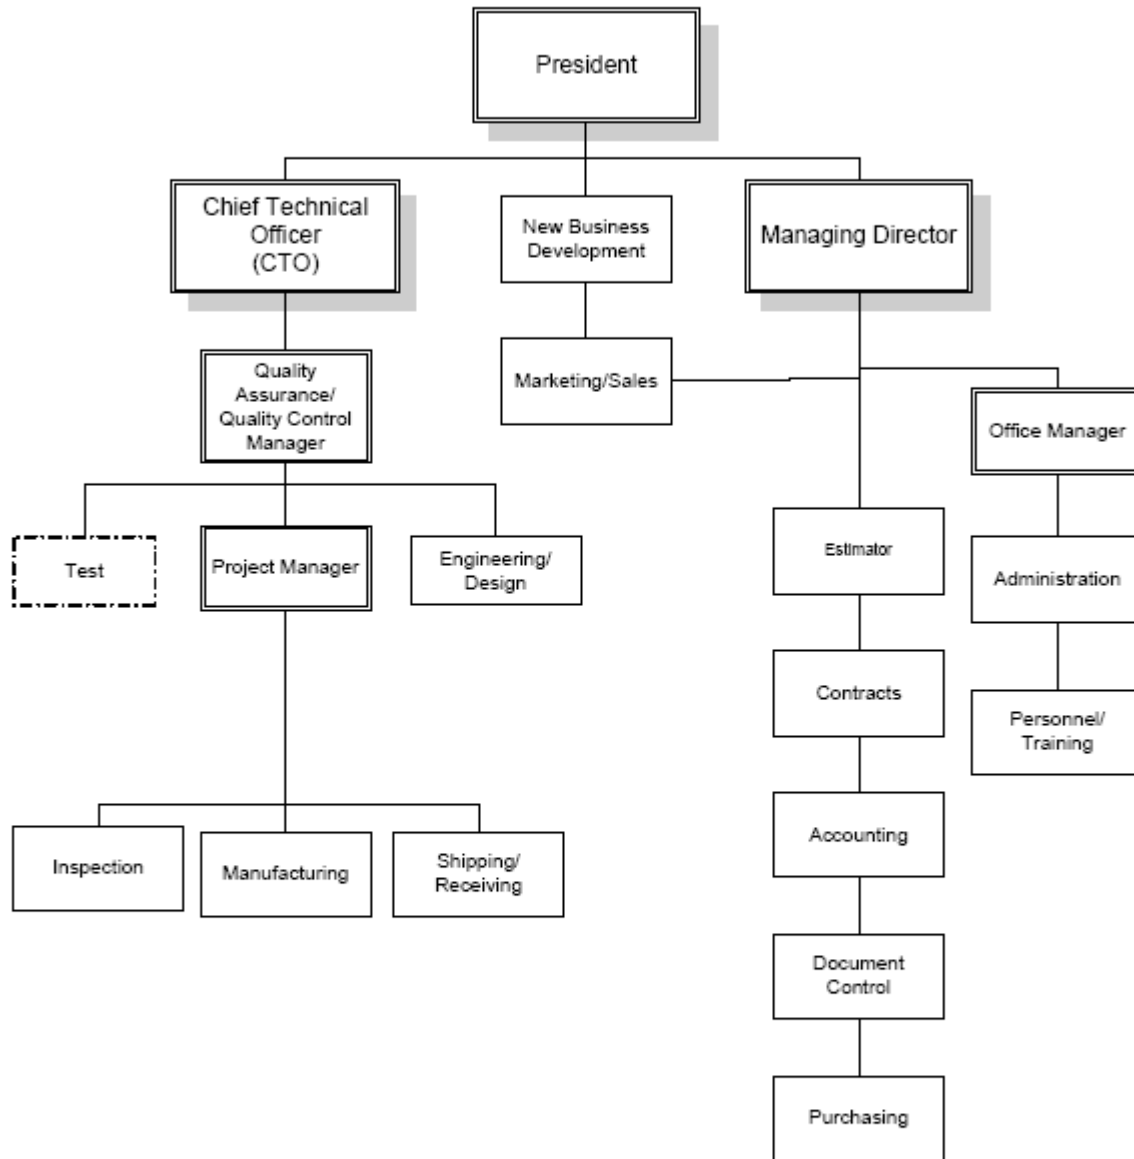 President
Chief Technical
Officer
(CTO)
New Business
Development
Managing Director
Quality
Assurance/
Quality Control
Manager
Marketing/Sales
Office Manager
Test
Project Manager
Engineering/
Design
Estimator
Administration
Contracts
Personnel/
Training
Inspection
Manufacturing
Shipping/
Receiving
Accounting
Document
Control
Purchasing